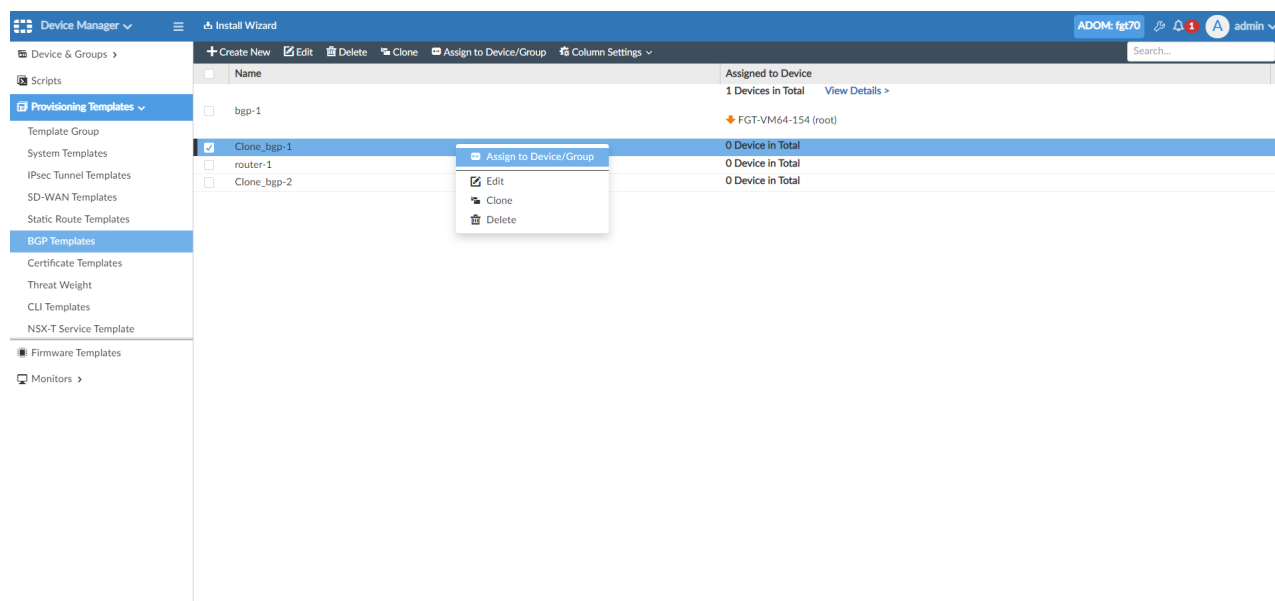 Device Manager
Install Wizard
ADOM: fgt70
1
A
admin
Device & Groups >
Create New Edit Delete Clone Assign to Device/Group Column Settings
Search...
Name Assigned to Device
Scripts
1 Devices in Total View Details >
Provisioning Templates
bgp-1
FGT-VM64-154 (root)
Template Group
Clone_bgp-1 0 Device in Total
System Templates
Assign to Device/Group
router-1 0 Device in Total
IPsec Tunnel Templates
Edit
Clone_bgp-2 0 Device in Total
SD-WAN Templates
Clone
Static Route Templates
Delete
BGP Templates
Certificate Templates
Threat Weight
CLI Templates
NSX-T Service Template
Firmware Templates
Monitors >